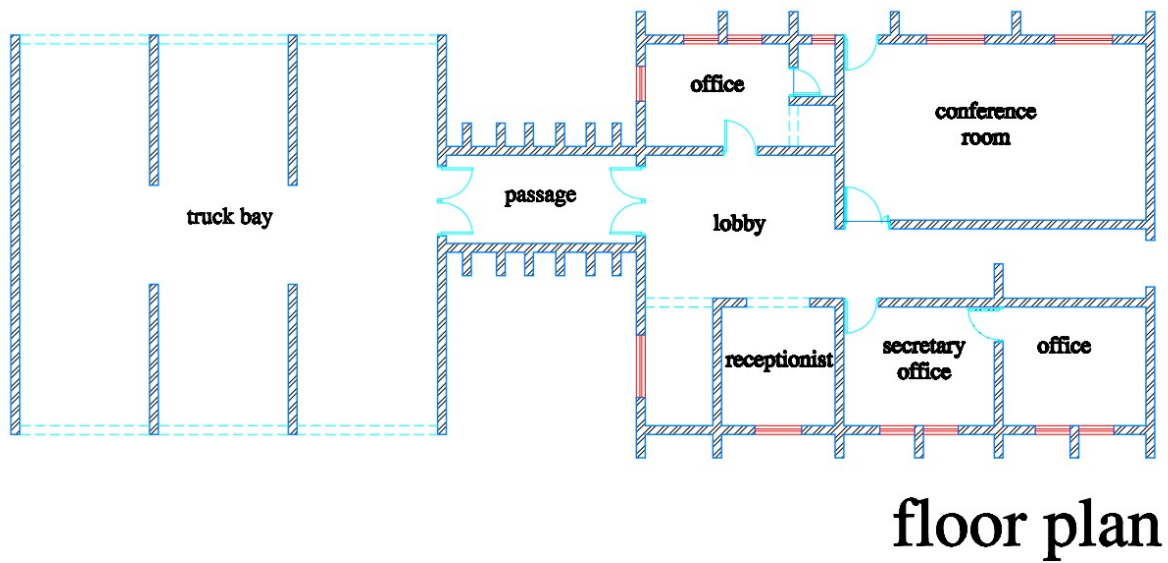 office
conference
room
truck bay
passage
lobby
receptionist
secretary
office
office
floor plan